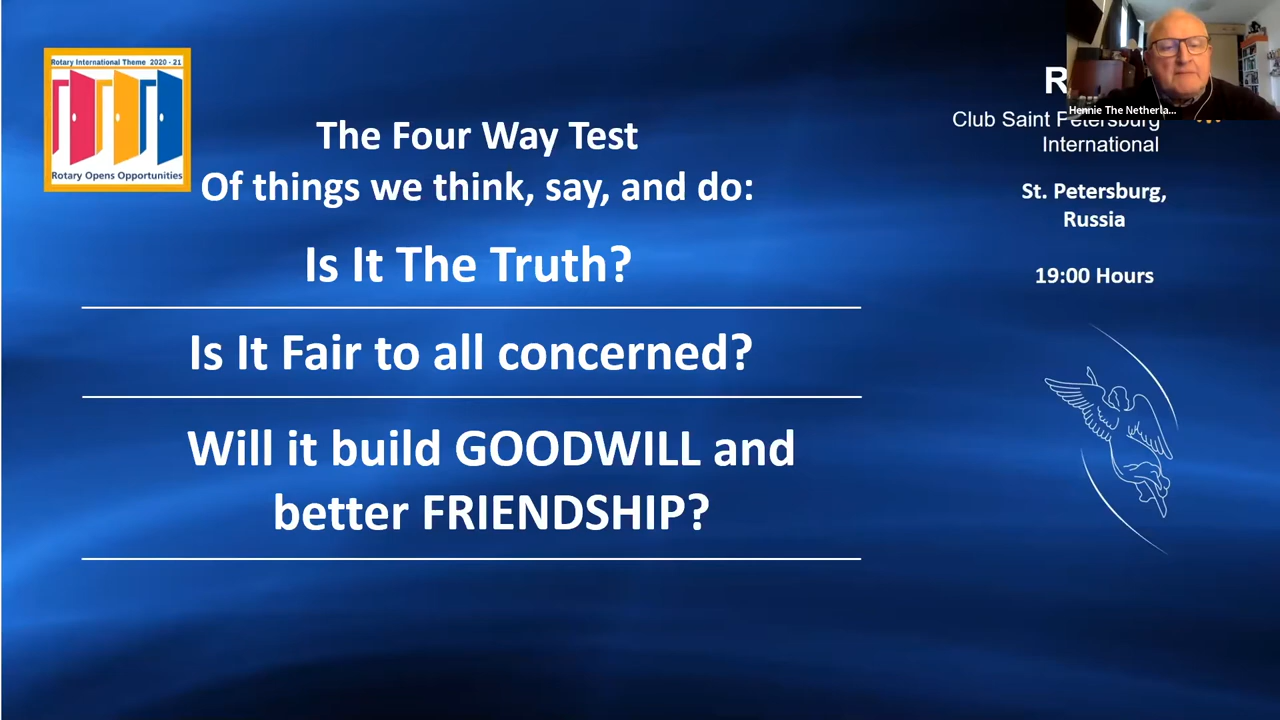 Rotary International Theme 2020 - 21
Rotary Opens Opportunities
The Four Way Test
Of things we think, say, and do:
Is It The Truth?
Is It Fair to all concerned?
Will it build GOODWILL and
better FRIENDSHIP?
Hennie The Netherla...
Club Saint Petersburg
International
St. Petersburg,
Russia
19:00 Hours